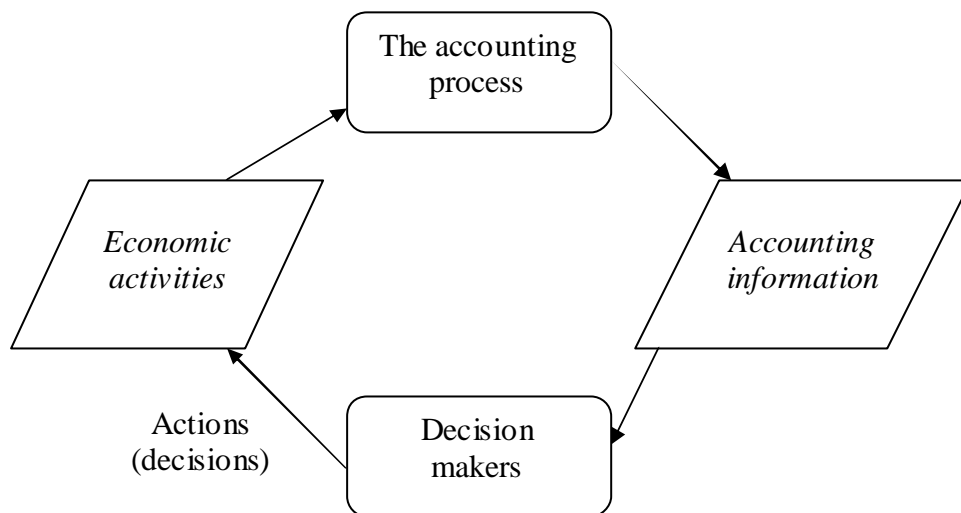 The accounting
process
Economic
activities
Accounting
information
Actions
(decisions)
Decision
makers